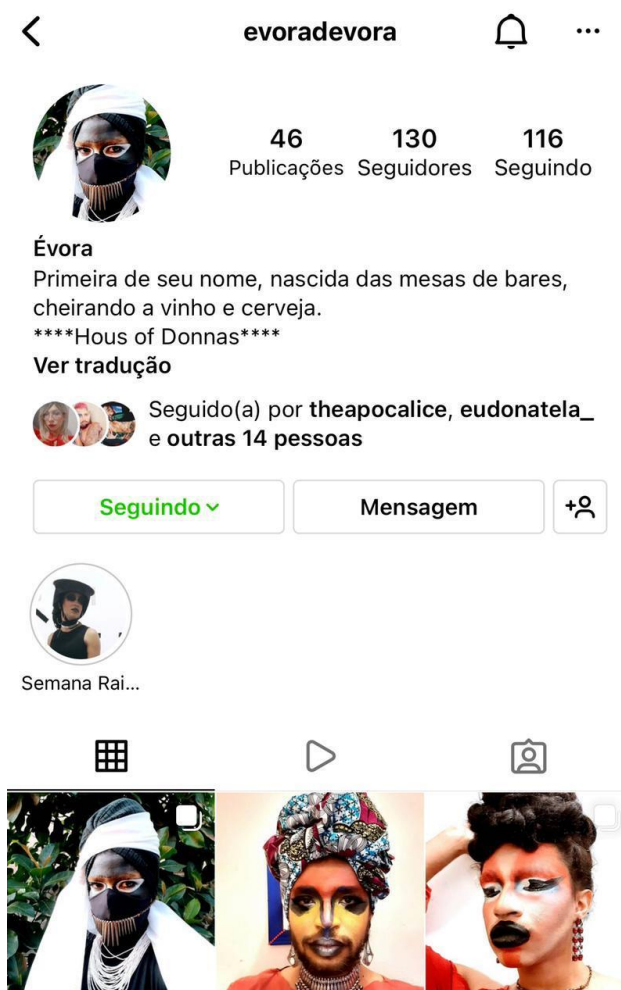 evoradevora
46 130 116
Publicações Seguidores Seguindo
Évora
Primeira de seu nome, nascida das mesas de bares,
cheirando a vinho e cerveja.
****Hous of Donnas****
Ver tradução
Seguido(a) por theapocalice, eudonatela_
e outras 14 pessoas
Seguindo Mensagem
Semana Rai...